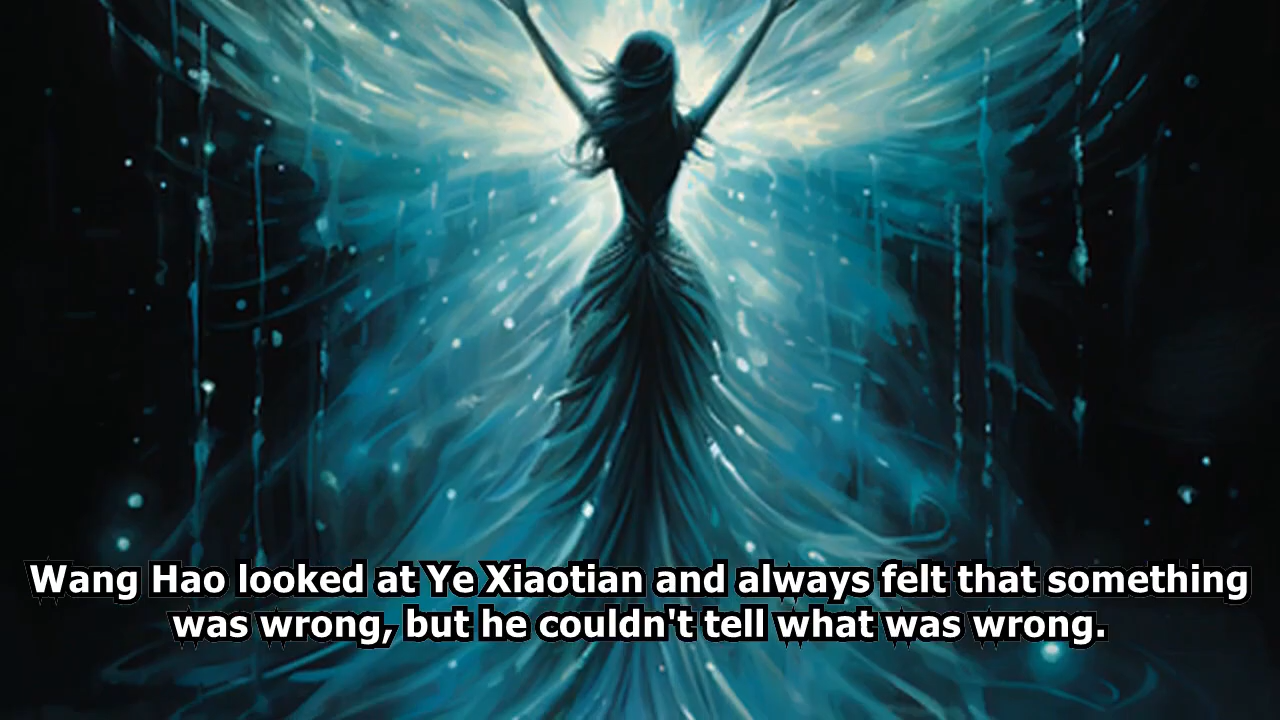 Wang Hao looked at Ye Xiaotian and always felt that something
was wrong, but he couldn't tell what was wrong.